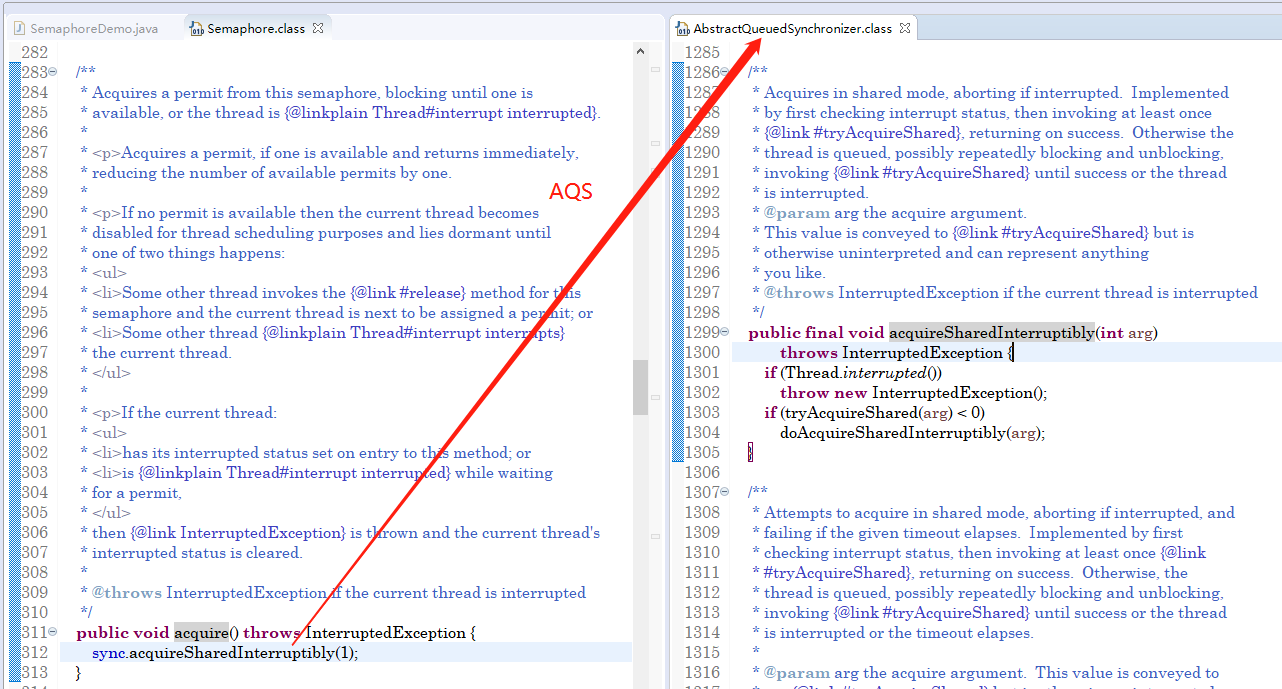 SemaphoreDemo.java
Semaphore.class
282
283 /**
284 * Acquires a permit from this semaphore, blocking until one is
285 * available, or the thread is {@linkplain Thread#interrupt interrupted}.
286 *
287 * <p>Acquires a permit, if one is available and returns immediately,
288 * reducing the number of available permits by one.
289 *
290 * <p>If no permit is available then the current thread becomes
291 * disabled for thread scheduling purposes and lies dormant until
292 * one of two things happens:
293 * <ul>
294 * <li>Some other thread invokes the {@link #release} method for this
295 * semaphore and the current thread is next to be assigned a permit; or
296 * <li>Some other thread {@linkplain Thread#interrupt interrupts}
297 * the current thread.
298 * </ul>
299 *
300 * <p>If the current thread:
301 * <ul>
302 * <li>has its interrupted status set on entry to this method; or
303 * <li>is {@linkplain Thread#interrupt interrupted} while waiting
304 * for a permit,
305 * </ul>
306 * then {@link InterruptedException} is thrown and the current thread's
307 * interrupted status is cleared.
308 *
309 * @throws InterruptedException if the current thread is interrupted
310 */
311 public void acquire() throws InterruptedException {
312 sync.acquireSharedInterruptibly(1);
313 }
AQS
AbstractQueuedSynchronizer.class
1285
1286 /**
1287 * Acquires in shared mode, aborting if interrupted.  Implemented
1288 * by first checking interrupt status, then invoking at least once
1289 * {@link #tryAcquireShared}, returning on success.  Otherwise the
1290 * thread is queued, possibly repeatedly blocking and unblocking,
1291 * invoking {@link #tryAcquireShared} until success or the thread
1292 * is interrupted.
1293 * @param arg the acquire argument.
1294 * This value is conveyed to {@link #tryAcquireShared} but is
1295 * otherwise uninterpreted and can represent anything
1296 * you like.
1297 * @throws InterruptedException if the current thread is interrupted
1298 */
1299 public final void acquireSharedInterruptibly(int arg)
1300 throws InterruptedException {
1301 if (Thread.interrupted())
1302 throw new InterruptedException();
1303 if (tryAcquireShared(arg) < 0)
1304 doAcquireSharedInterruptibly(arg);
1305 }
1306
1307 /**
1308 * Attempts to acquire in shared mode, aborting if interrupted, and
1309 * failing if the given timeout elapses.  Implemented by first
1310 * checking interrupt status, then invoking at least once {@link
1311 * #tryAcquireShared}, returning on success.  Otherwise, the
1312 * thread is queued, possibly repeatedly blocking and unblocking,
1313 * invoking {@link #tryAcquireShared} until success or the thread
1314 * is interrupted or the timeout elapses.
1315 *
1316 * @param arg the acquire argument.  This value is conveyed to